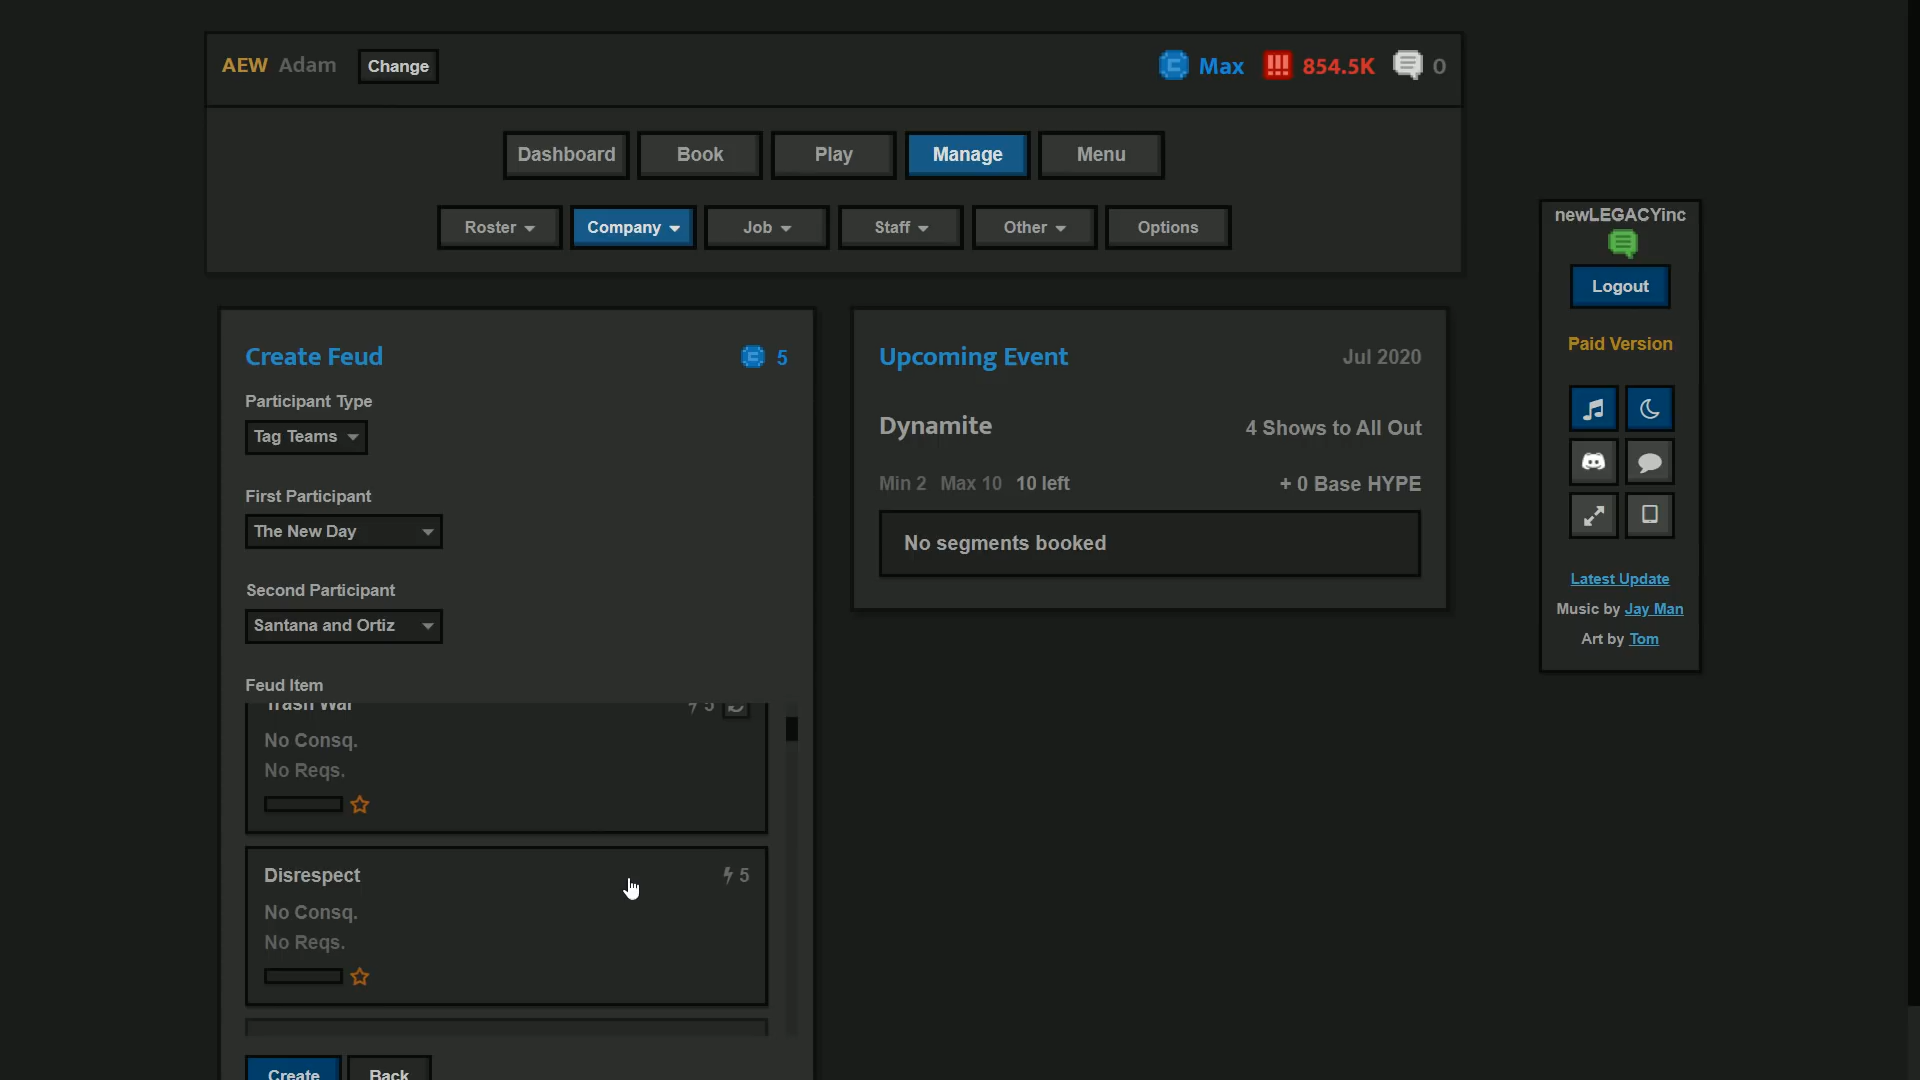 AEW Adam Change Max 854.5K 0
Dashboard Book Play Manage Menu
Roster Company Job Staff Other Options
newLEGACYinc
Logout
Paid Version
Create Feud 5
Participant Type
Tag Teams
First Participant
The New Day
Second Participant
Santana and Ortiz
Feud Item
Trash War 5
No Consq.
No Reqs.
Disrespect 5
No Consq.
No Reqs.
Create Back
Upcoming Event Jul 2020
Dynamite 4 Shows to All Out
Min 2 Max 10 10 left + 0 Base HYPE
No segments booked
Latest Update
Music by Jay Man
Art by Tom